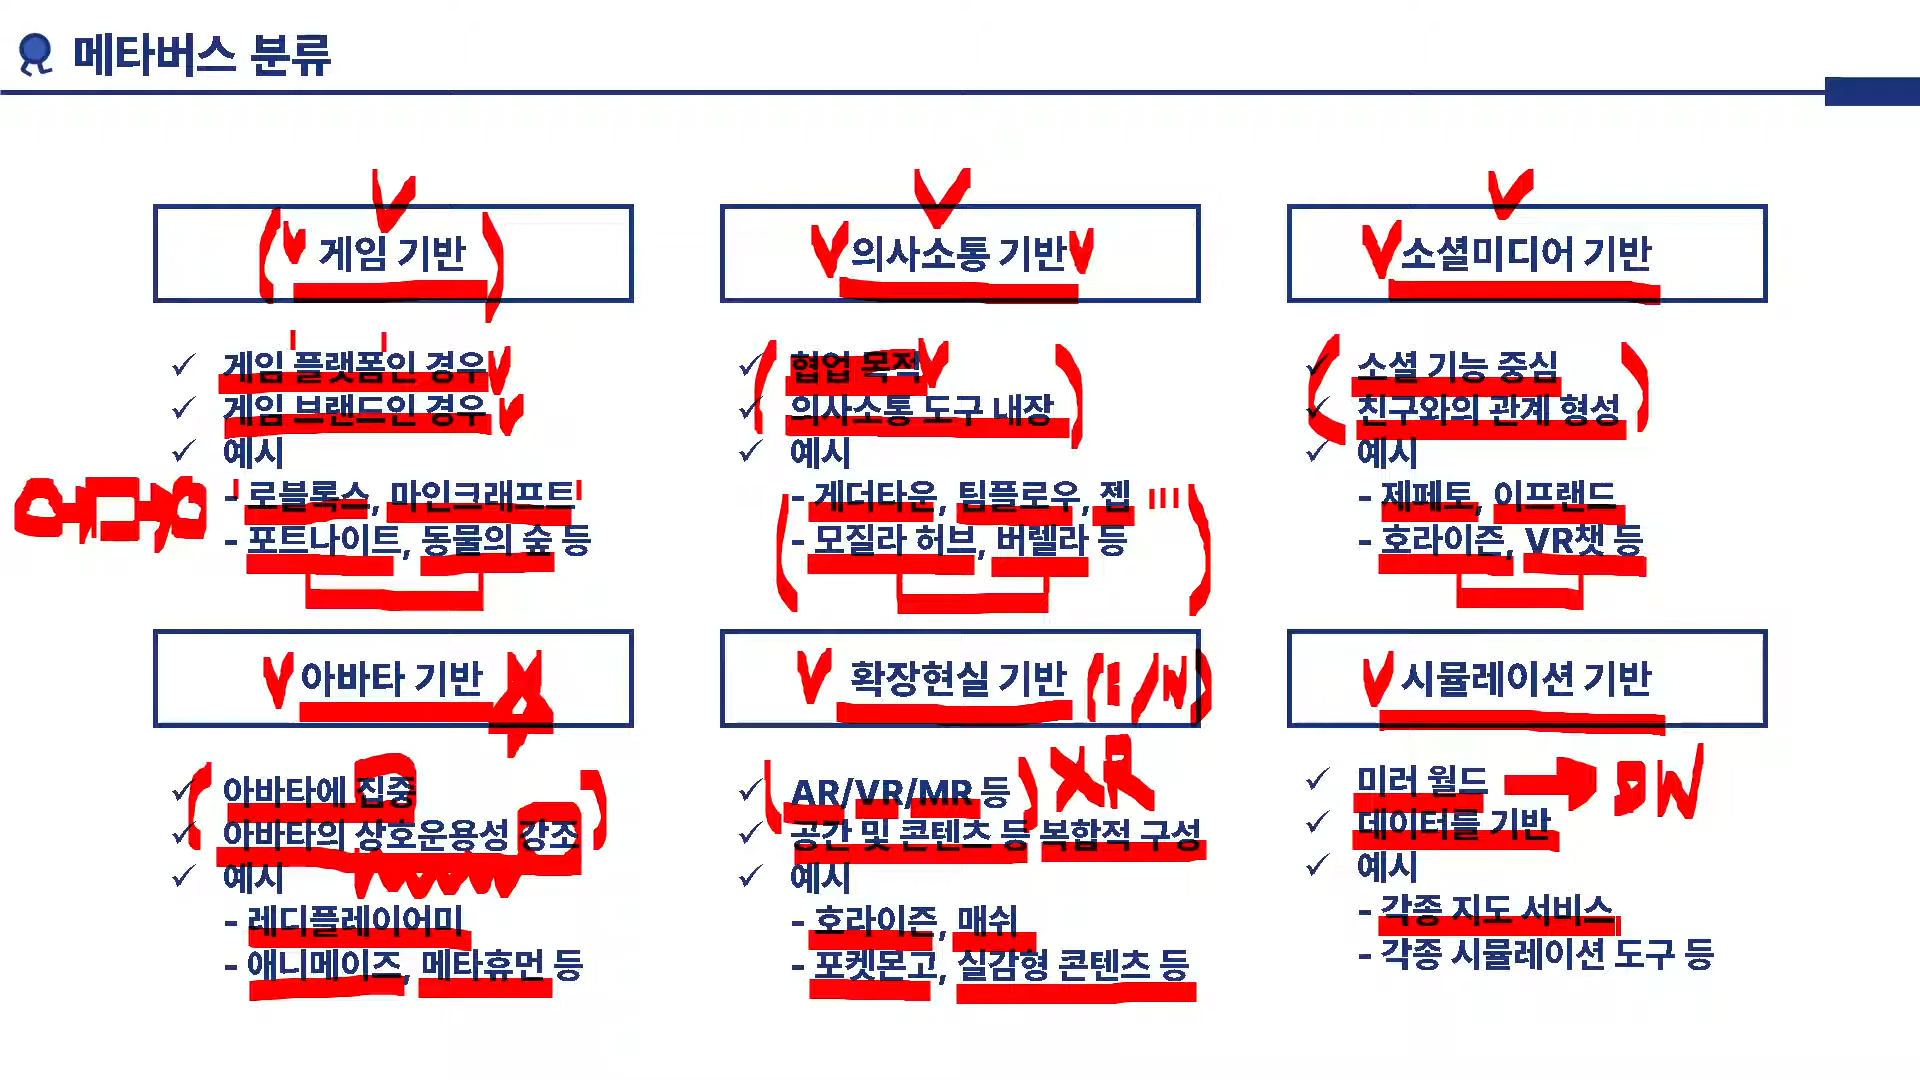 메타버스 분류
게임 기반
게임 플랫폼인 경우
게임 브랜드인 경우
예시
- 로블록스, 마인크래프트
- 포트나이트, 동물의 숲 등
의사소통 기반
협업 목적
의사소통 도구 내장
예시
- 게더타운, 팀플로우, 젭
- 모질라 허브, 버렐라 등
소셜미디어 기반
소셜 기능 중심
친구와의 관계 형성
예시
- 제페토, 이프랜드
- 호라이즌, VR챗 등
아바타 기반
아바타에 집중
아바타의 상호운용성 강조
예시
- 레디플레이어미
- 애니메이즈, 메타휴먼 등
확장현실 기반
AR/VR/MR 등
XR
공간 및 콘텐츠 등 복합적 구성
예시
- 호라이즌, 매쉬
- 포켓몬고, 실감형 콘텐츠 등
시뮬레이션 기반
미러 월드
데이터를 기반
예시
- 각종 지도 서비스
- 각종 시뮬레이션 도구 등